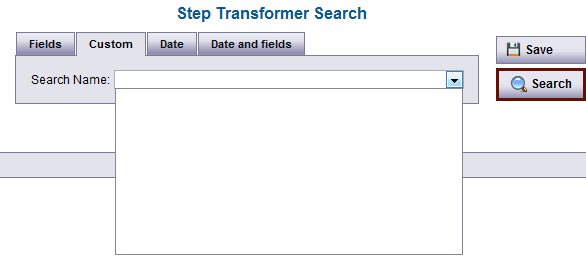 Step Transformer Search
Fields Custom Date Date and fields
Save
Search Name:
Search